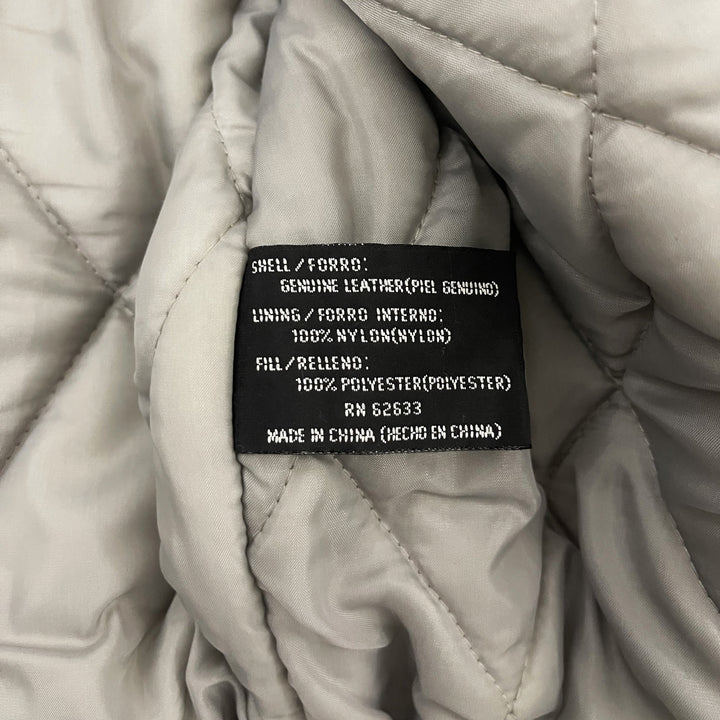 SHELL/FORRO:
GENUINE LEATHER(PIEL GENUINO)
LINING/FORRO INTERNO:
100% NYLON(NYLON)
FILL/RELLENO:
100% POLYESTER(POLYESTER)
RN 62633
MADE IN CHINA (HECHO EN CHINA)